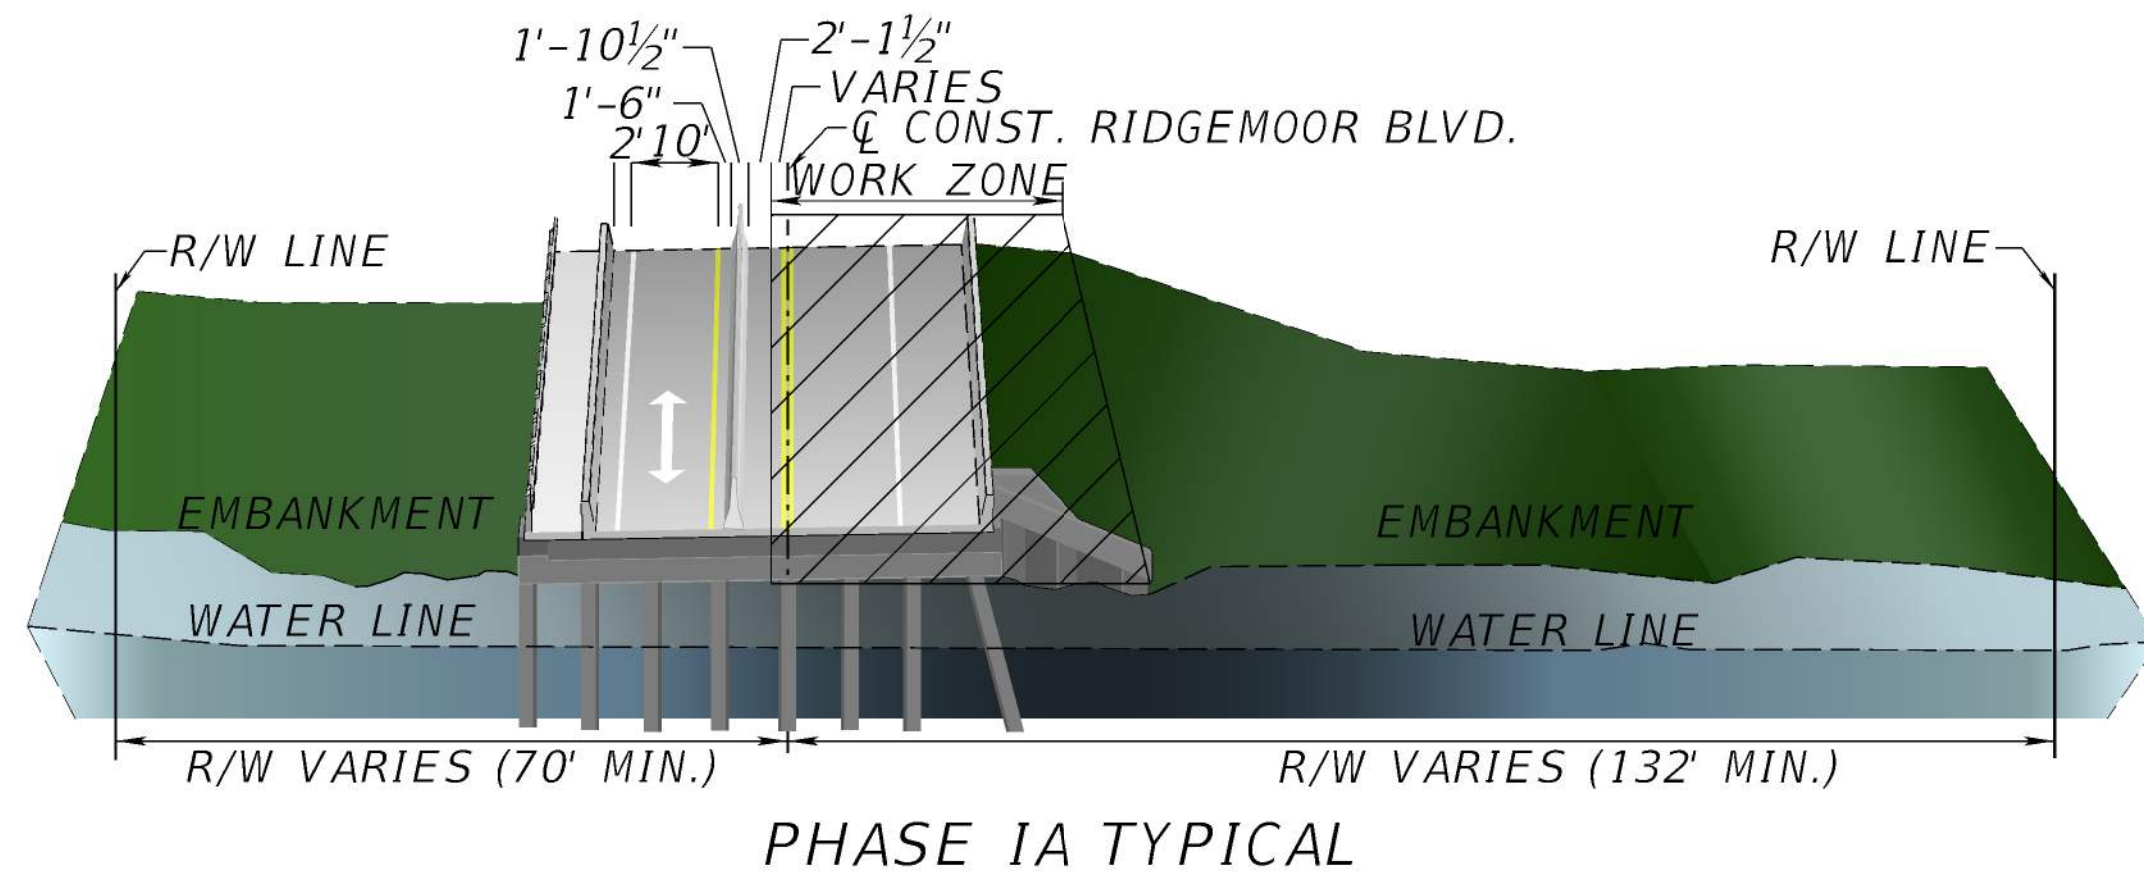 1'-10½"
2'-1½"
1'-6"
VARIES
2' 10'
℄ CONST. RIDGEMOOR BLVD.
WORK ZONE
R/W LINE
R/W LINE
EMBANKMENT
EMBANKMENT
WATER LINE
WATER LINE
R/W VARIES (70' MIN.)
R/W VARIES (132' MIN.)
PHASE IA TYPICAL